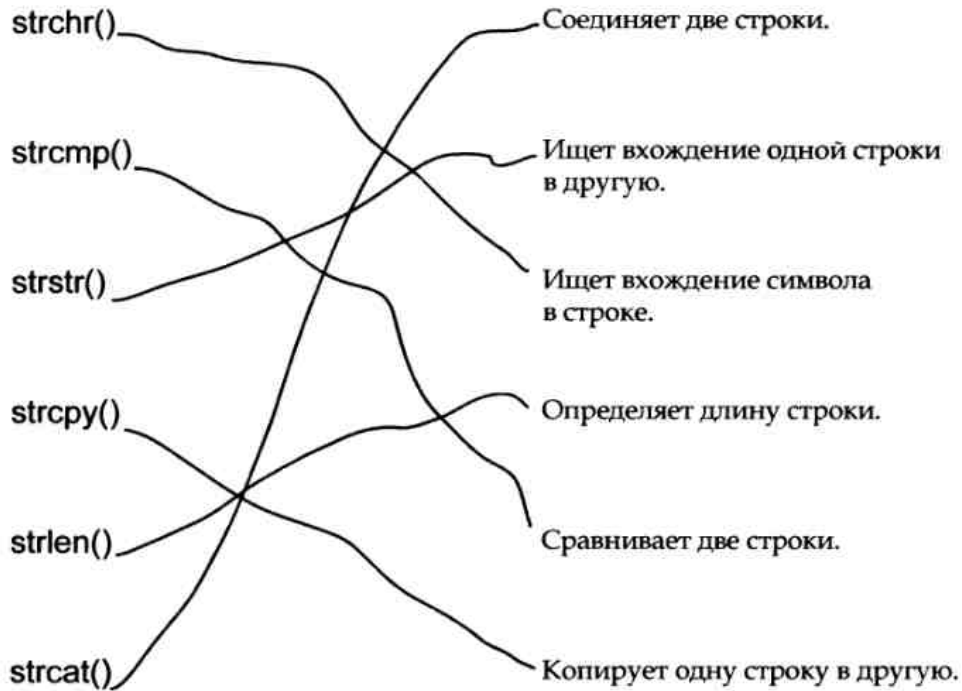 strchr()
Соединяет две строки.
strcmp()
Ищет вхождение одной строки
в другую.
strstr()
Ищет вхождение символа
в строке.
strcpy()
Определяет длину строки.
strlen()
Сравнивает две строки.
strcat()
Копирует одну строку в другую.